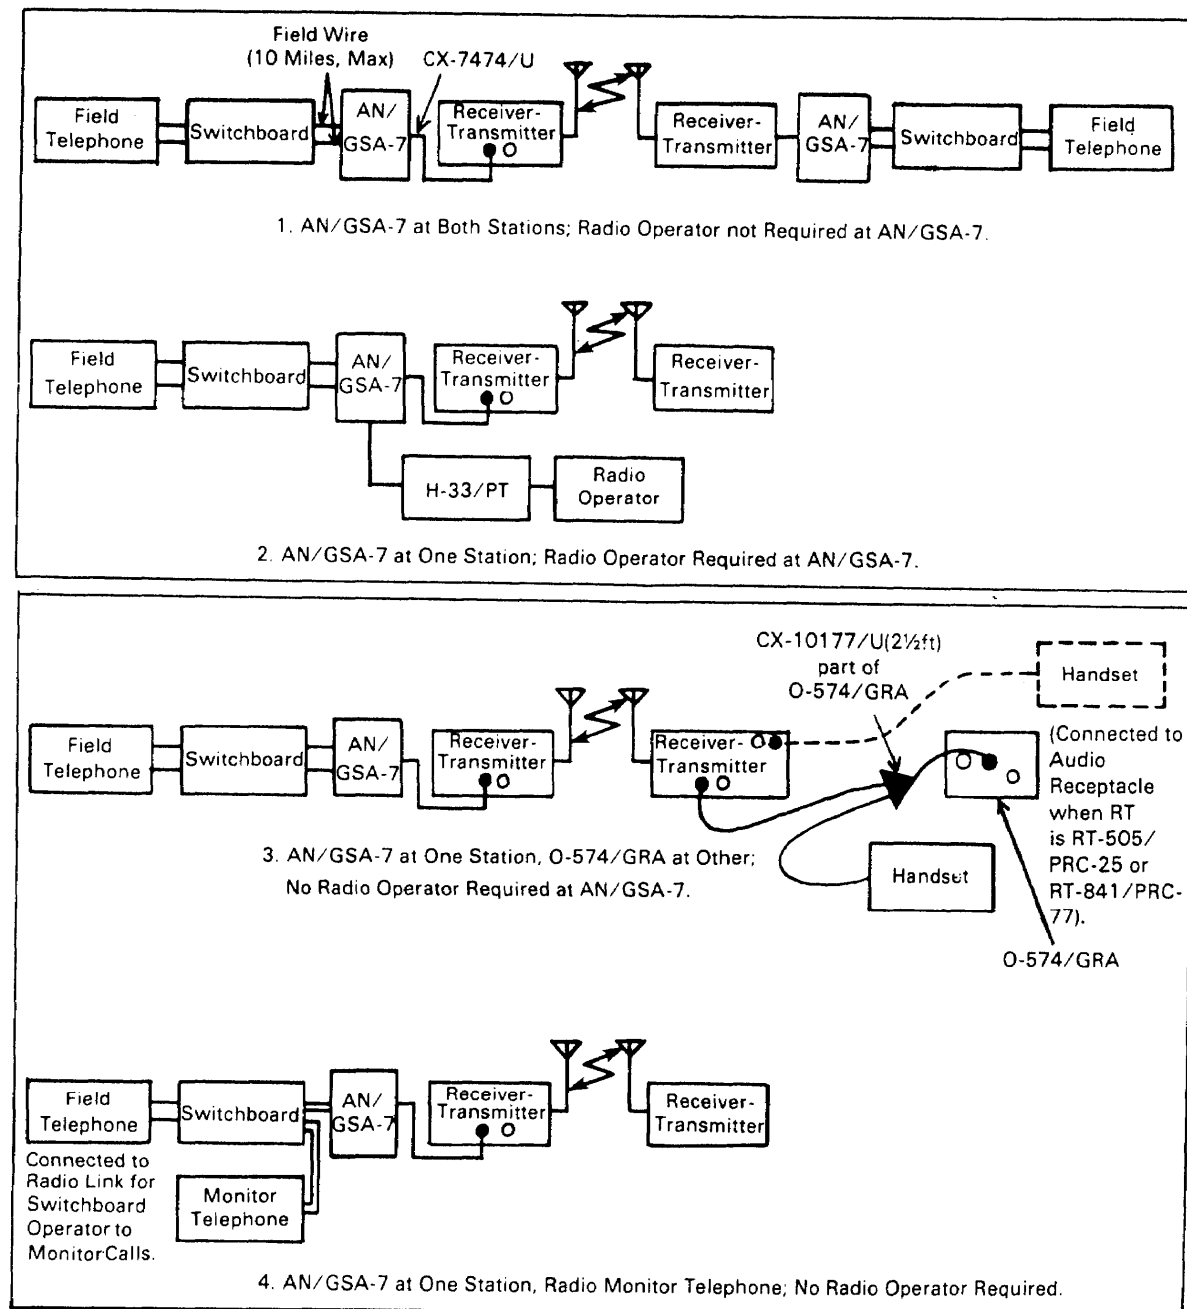 Field Wire
(10 Miles, Max)
CX-7474/U
Field
Telephone
Switchboard
AN/
GSA-7
Receiver-
Transmitter
Receiver-
Transmitter
AN/
GSA-7
Switchboard
Field
Telephone
1. AN/GSA-7 at Both Stations; Radio Operator not Required at AN/GSA-7.
Field
Telephone
Switchboard
AN/
GSA-7
Receiver-
Transmitter
Receiver-
Transmitter
H-33/PT
Radio
Operator
2. AN/GSA-7 at One Station; Radio Operator Required at AN/GSA-7.
CX-10177/U(2½ft)
part of
O-574/GRA
Handset
Field
Telephone
Switchboard
AN/
GSA-7
Receiver-
Transmitter
Receiver-
Transmitter
(Connected to
Audio
Receptacle
when RT
is RT-505/
PRC-25 or
RT-841/PRC-
77).
Handset
O-574/GRA
3. AN/GSA-7 at One Station, O-574/GRA at Other;
No Radio Operator Required at AN/GSA-7.
Field
Telephone
Switchboard
AN/
GSA-7
Receiver-
Transmitter
Receiver-
Transmitter
Connected to
Radio Link for
Switchboard
Operator to
Monitor Calls.
Monitor
Telephone
4. AN/GSA-7 at One Station, Radio Monitor Telephone; No Radio Operator Required.